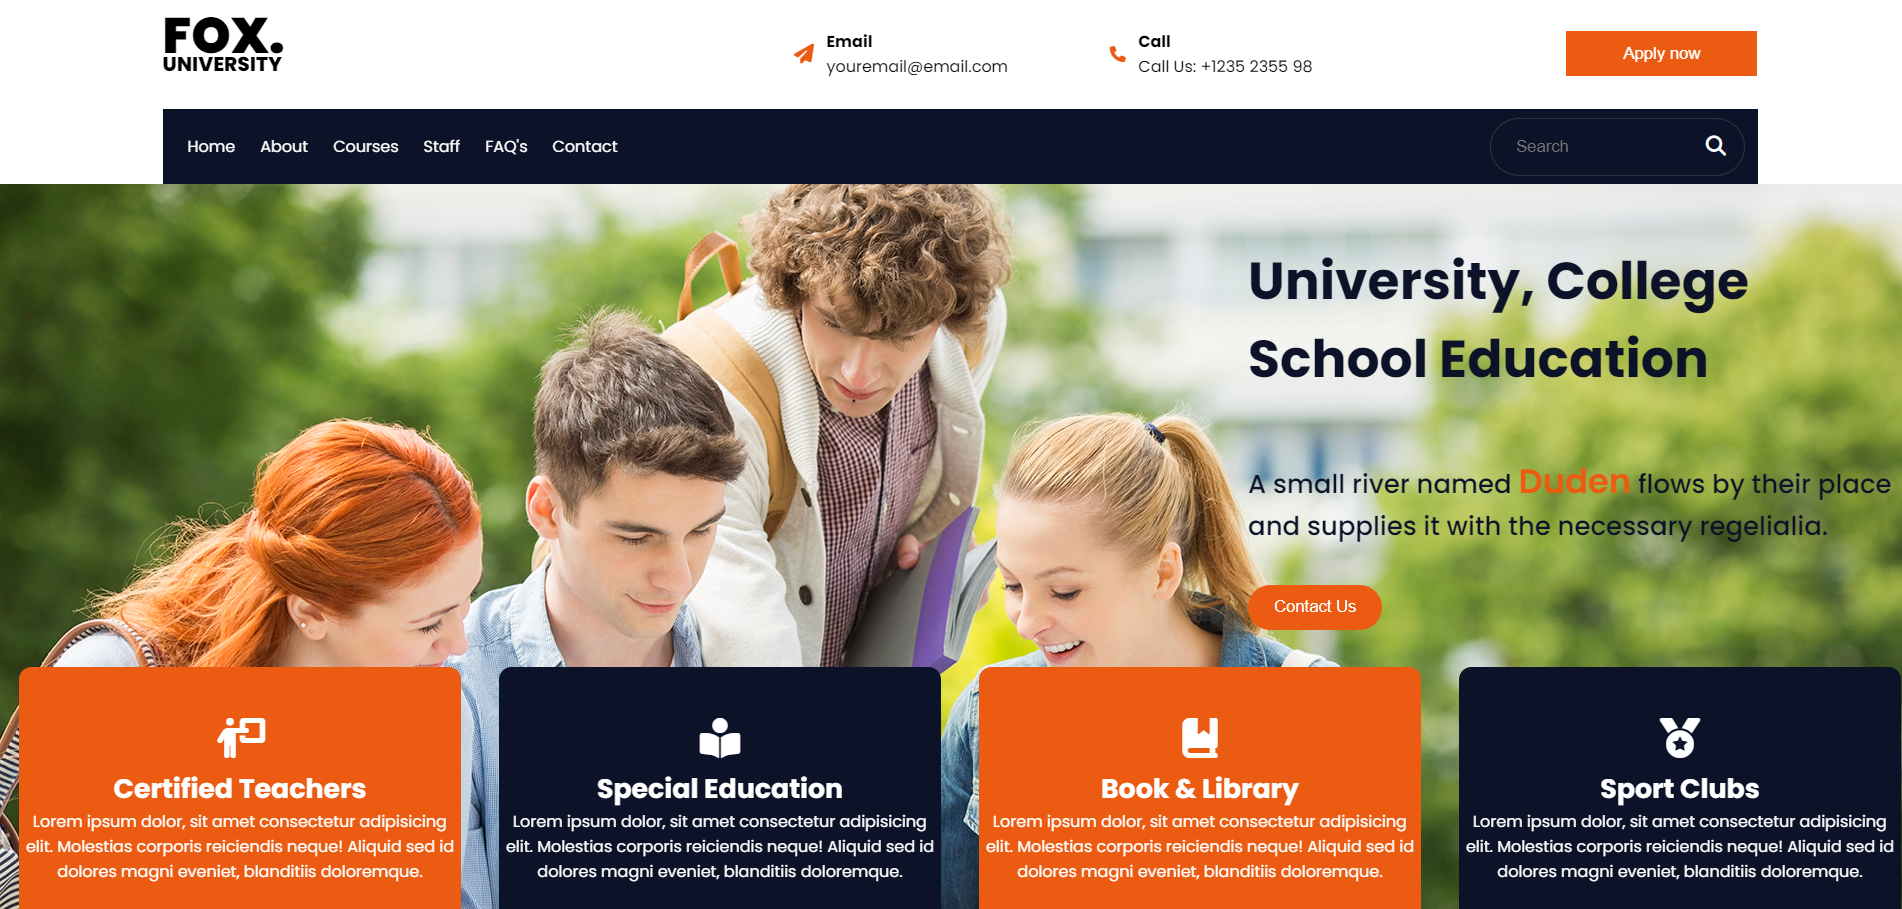 FOX.
UNIVERSITY
Email
youremail@email.com
Call
Call Us: +1235 2355 98
Apply now
Home About Courses Staff FAQ's Contact
Search
University, College
School Education
A small river named Duden flows by their place
and supplies it with the necessary regelialia.
Contact Us
Certified Teachers
Lorem ipsum dolor, sit amet consectetur adipisicing
elit. Molestias corporis reiciendis neque! Aliquid sed id
dolores magni eveniet, blanditiis doloremque.
Special Education
Lorem ipsum dolor, sit amet consectetur adipisicing
elit. Molestias corporis reiciendis neque! Aliquid sed id
dolores magni eveniet, blanditiis doloremque.
Book & Library
Lorem ipsum dolor, sit amet consectetur adipisicing
elit. Molestias corporis reiciendis neque! Aliquid sed id
dolores magni eveniet, blanditiis doloremque.
Sport Clubs
Lorem ipsum dolor, sit amet consectetur adipisicing
elit. Molestias corporis reiciendis neque! Aliquid sed id
dolores magni eveniet, blanditiis doloremque.